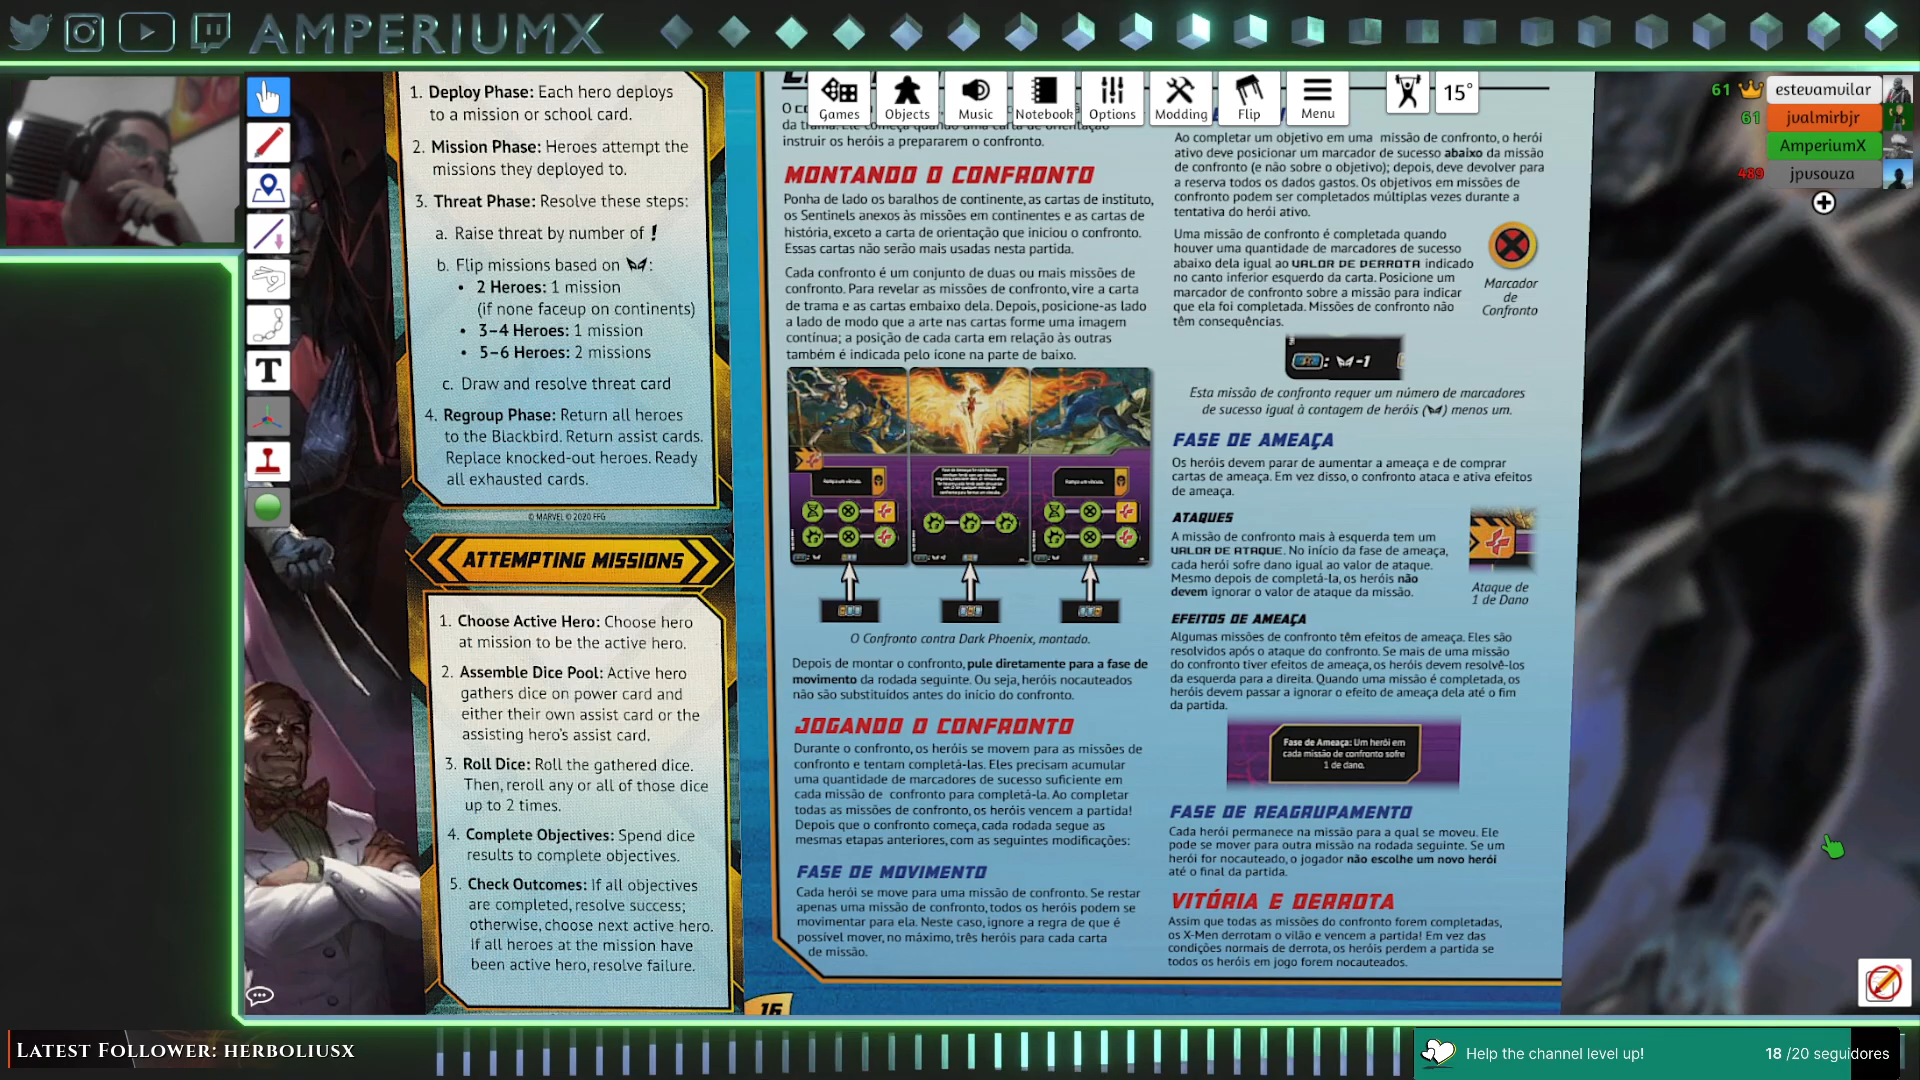 AMPERIUMX
Games
Objects
Music
Notebook
Options
Modding
Flip
Menu
15°
61
estevamvilar
61
jvalmirbjr
AmperiumX
489
jpvsouza
1. Deploy Phase: Each hero deploys
to a mission or school card.
2. Mission Phase: Heroes attempt the
missions they deployed to.
3. Threat Phase: Resolve these steps:
a. Raise threat by number of !
b. Flip missions based on :
• 2 Heroes: 1 mission
(if none faceup on continents)
• 3–4 Heroes: 1 mission
• 5–6 Heroes: 2 missions
c. Draw and resolve threat card
4. Regroup Phase: Return all heroes
to the Blackbird. Return assist cards.
Replace knocked-out heroes. Ready
all exhausted cards.
© MARVEL © 2020 FFG
ATTEMPTING MISSIONS
1. Choose Active Hero: Choose hero
at mission to be the active hero.
2. Assemble Dice Pool: Active hero
gathers dice on power card and
either their own assist card or the
assisting hero's assist card.
3. Roll Dice: Roll the gathered dice.
Then, reroll any or all of those dice
up to 2 times.
4. Complete Objectives: Spend dice
results to complete objectives.
5. Check Outcomes: If all objectives
are completed, resolve success;
otherwise, choose next active hero.
If all heroes at the mission have
been active hero, resolve failure.
instruir os heróis a prepararem o confronto.
MONTANDO O CONFRONTO
Ponha de lado os baralhos de continente, as cartas de instituto,
os Sentinels anexos às missões em continentes e as cartas de
história, exceto a carta de orientação que iniciou o confronto.
Essas cartas não serão mais usadas nesta partida.
Cada confronto é um conjunto de duas ou mais missões de
confronto. Para revelar as missões de confronto, vire a carta
de trama e as cartas embaixo dela. Depois, posicione-as lado
a lado de modo que a arte nas cartas forme uma imagem
contínua; a posição de cada carta em relação às outras
também é indicada pelo ícone na parte de baixo.
O Confronto contra Dark Phoenix, montado.
Depois de montar o confronto, pule diretamente para a fase de
movimento da rodada seguinte. Ou seja, heróis nocauteados
não são substituídos antes do início do confronto.
JOGANDO O CONFRONTO
Durante o confronto, os heróis se movem para as missões de
confronto e tentam completá-las. Eles precisam acumular
uma quantidade de marcadores de sucesso suficiente em
cada missão de confronto para completá-la. Ao completar
todas as missões de confronto, os heróis vencem a partida!
Depois que o confronto começa, cada rodada segue as
mesmas etapas anteriores, com as seguintes modificações:
FASE DE MOVIMENTO
Cada herói se move para uma missão de confronto. Se restar
apenas uma missão de confronto, todos os heróis podem se
movimentar para ela. Neste caso, ignore a regra de que é
possível mover, no máximo, três heróis para cada carta
de missão.
16
Ao completar um objetivo em uma missão de confronto, o herói
ativo deve posicionar um marcador de sucesso abaixo da missão
de confronto (e não sobre o objetivo); depois, deve devolver para
a reserva todos os dados gastos. Os objetivos em missões de
confronto podem ser completados múltiplas vezes durante a
tentativa do herói ativo.
Uma missão de confronto é completada quando
houver uma quantidade de marcadores de sucesso
abaixo dela igual ao VALOR DE DERROTA indicado
no canto inferior esquerdo da carta. Posicione um
marcador de confronto sobre a missão para indicar
que ela foi completada. Missões de confronto não
têm consequências.
Marcador
de
Confronto
: -1
Esta missão de confronto requer um número de marcadores
de sucesso igual à contagem de heróis () menos um.
FASE DE AMEAÇA
Os heróis devem parar de aumentar a ameaça e de comprar
cartas de ameaça. Em vez disso, o confronto ataca e ativa efeitos
de ameaça.
ATAQUES
A missão de confronto mais à esquerda tem um
VALOR DE ATAQUE. No início da fase de ameaça,
cada herói sofre dano igual ao valor de ataque.
Mesmo depois de completá-la, os heróis não
devem ignorar o valor de ataque da missão.
Ataque de
1 de Dano
EFEITOS DE AMEAÇA
Algumas missões de confronto têm efeitos de ameaça. Eles são
resolvidos após o ataque do confronto. Se mais de uma missão
do confronto tiver efeitos de ameaça, os heróis devem resolvê-los
da esquerda para a direita. Quando uma missão é completada, os
heróis devem passar a ignorar o efeito de ameaça dela até o fim
da partida.
Fase de Ameaça: Um herói em
cada missão de confronto sofre
1 de dano.
FASE DE REAGRUPAMENTO
Cada herói permanece na missão para a qual se moveu. Ele
pode se mover para outra missão na rodada seguinte. Se um
herói for nocauteado, o jogador não escolhe um novo herói
até o final da partida.
VITÓRIA E DERROTA
Assim que todas as missões do confronto forem completadas,
os X-Men derrotam o vilão e vencem a partida! Em vez das
condições normais de derrota, os heróis perdem a partida se
todos os heróis em jogo forem nocauteados.
LATEST FOLLOWER: HERBOLIUSX
Help the channel level up!
18 /20 seguidores